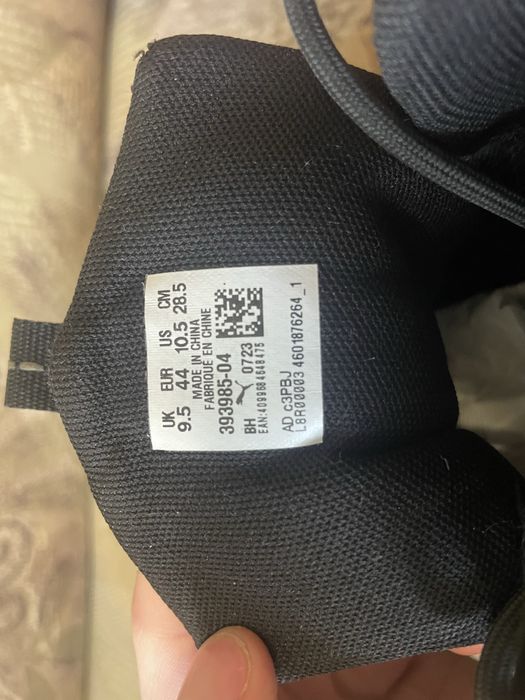 UK EUR US CM
9.5 44 10.5 28.5
MADE IN CHINA
FABRIQUE EN CHINE
393985-04
BH 0723
EAN:4099684648475
AD c3PBJ
L8R00003 4601876264_1